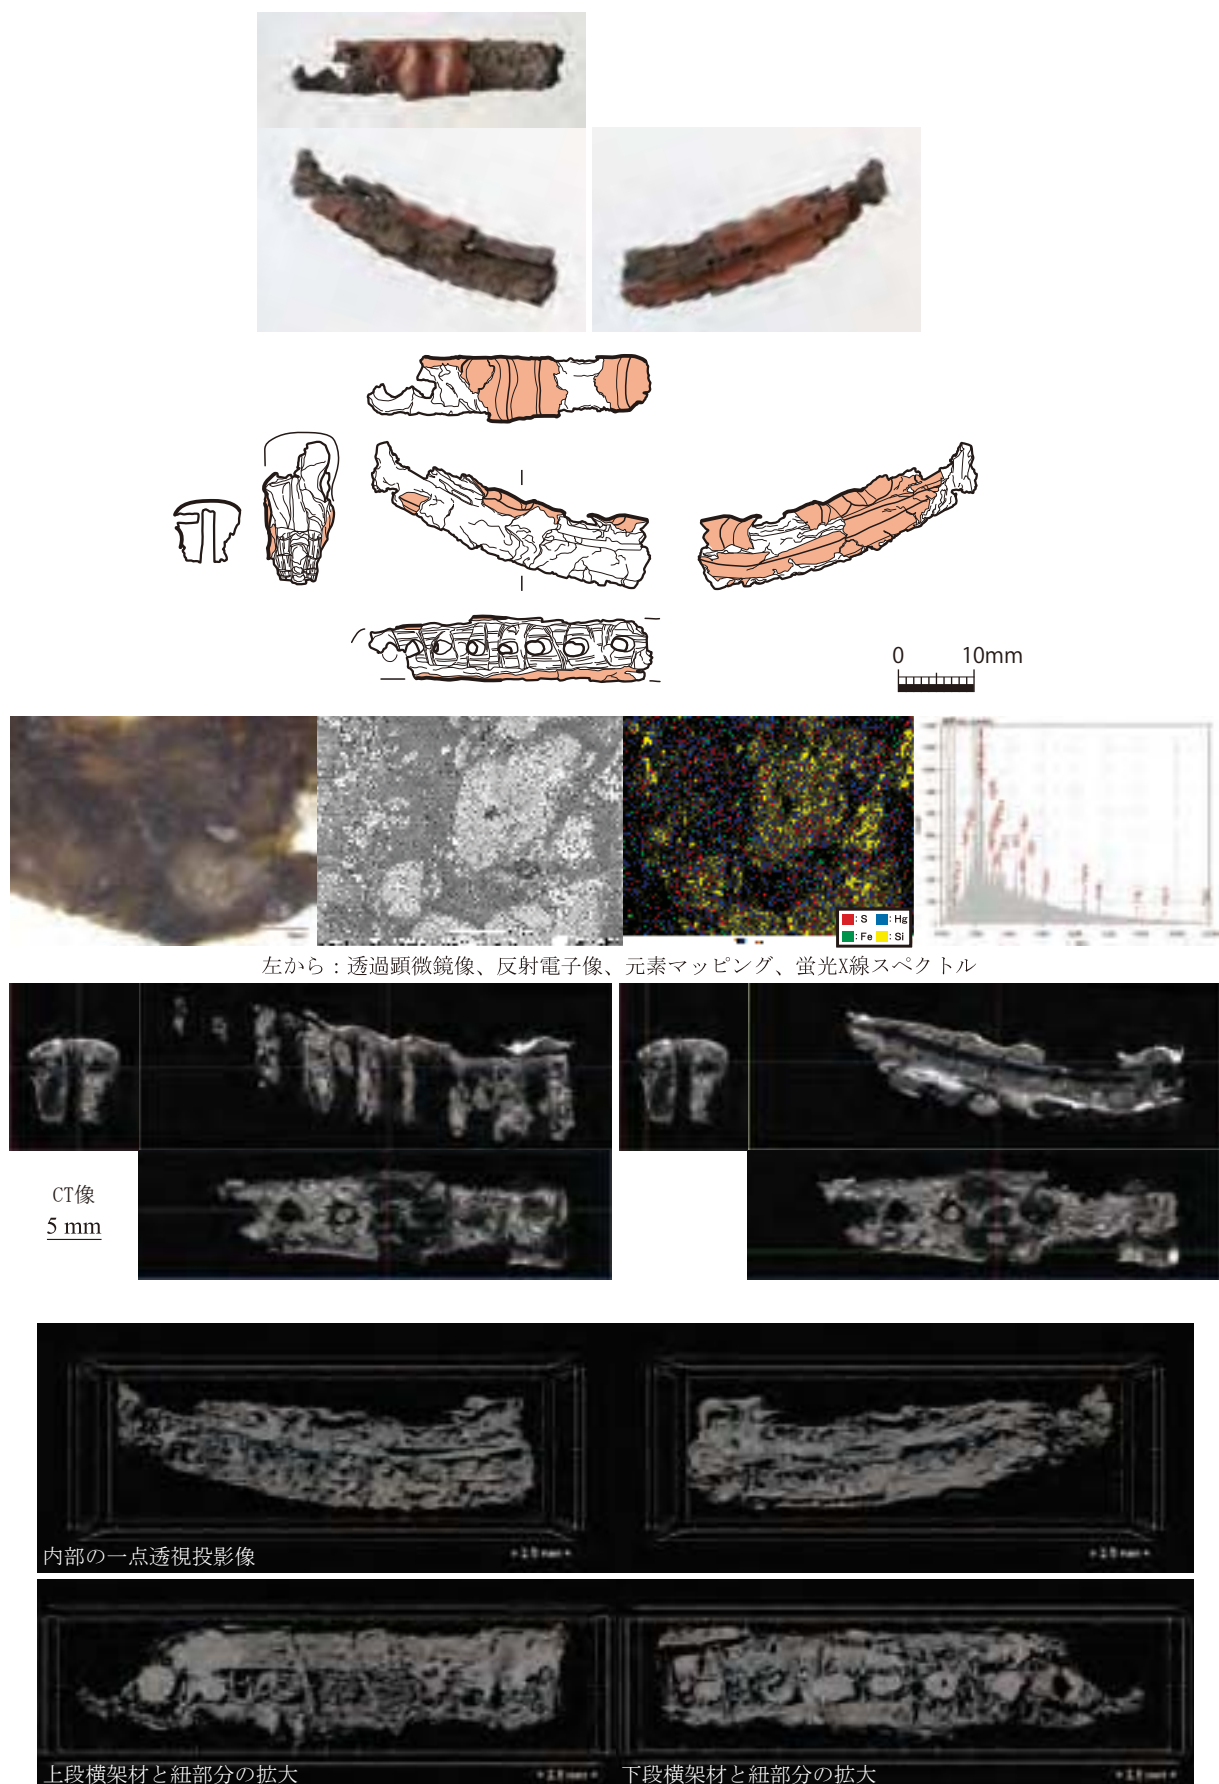 0 10mm
:S :Hg
:Fe :Si
左から：透過顕微鏡像、反射電子像、元素マッピング、蛍光X線スペクトル
CT像
5 mm
内部の一点透視投影像
上段横架材と紐部分の拡大
下段横架材と紐部分の拡大